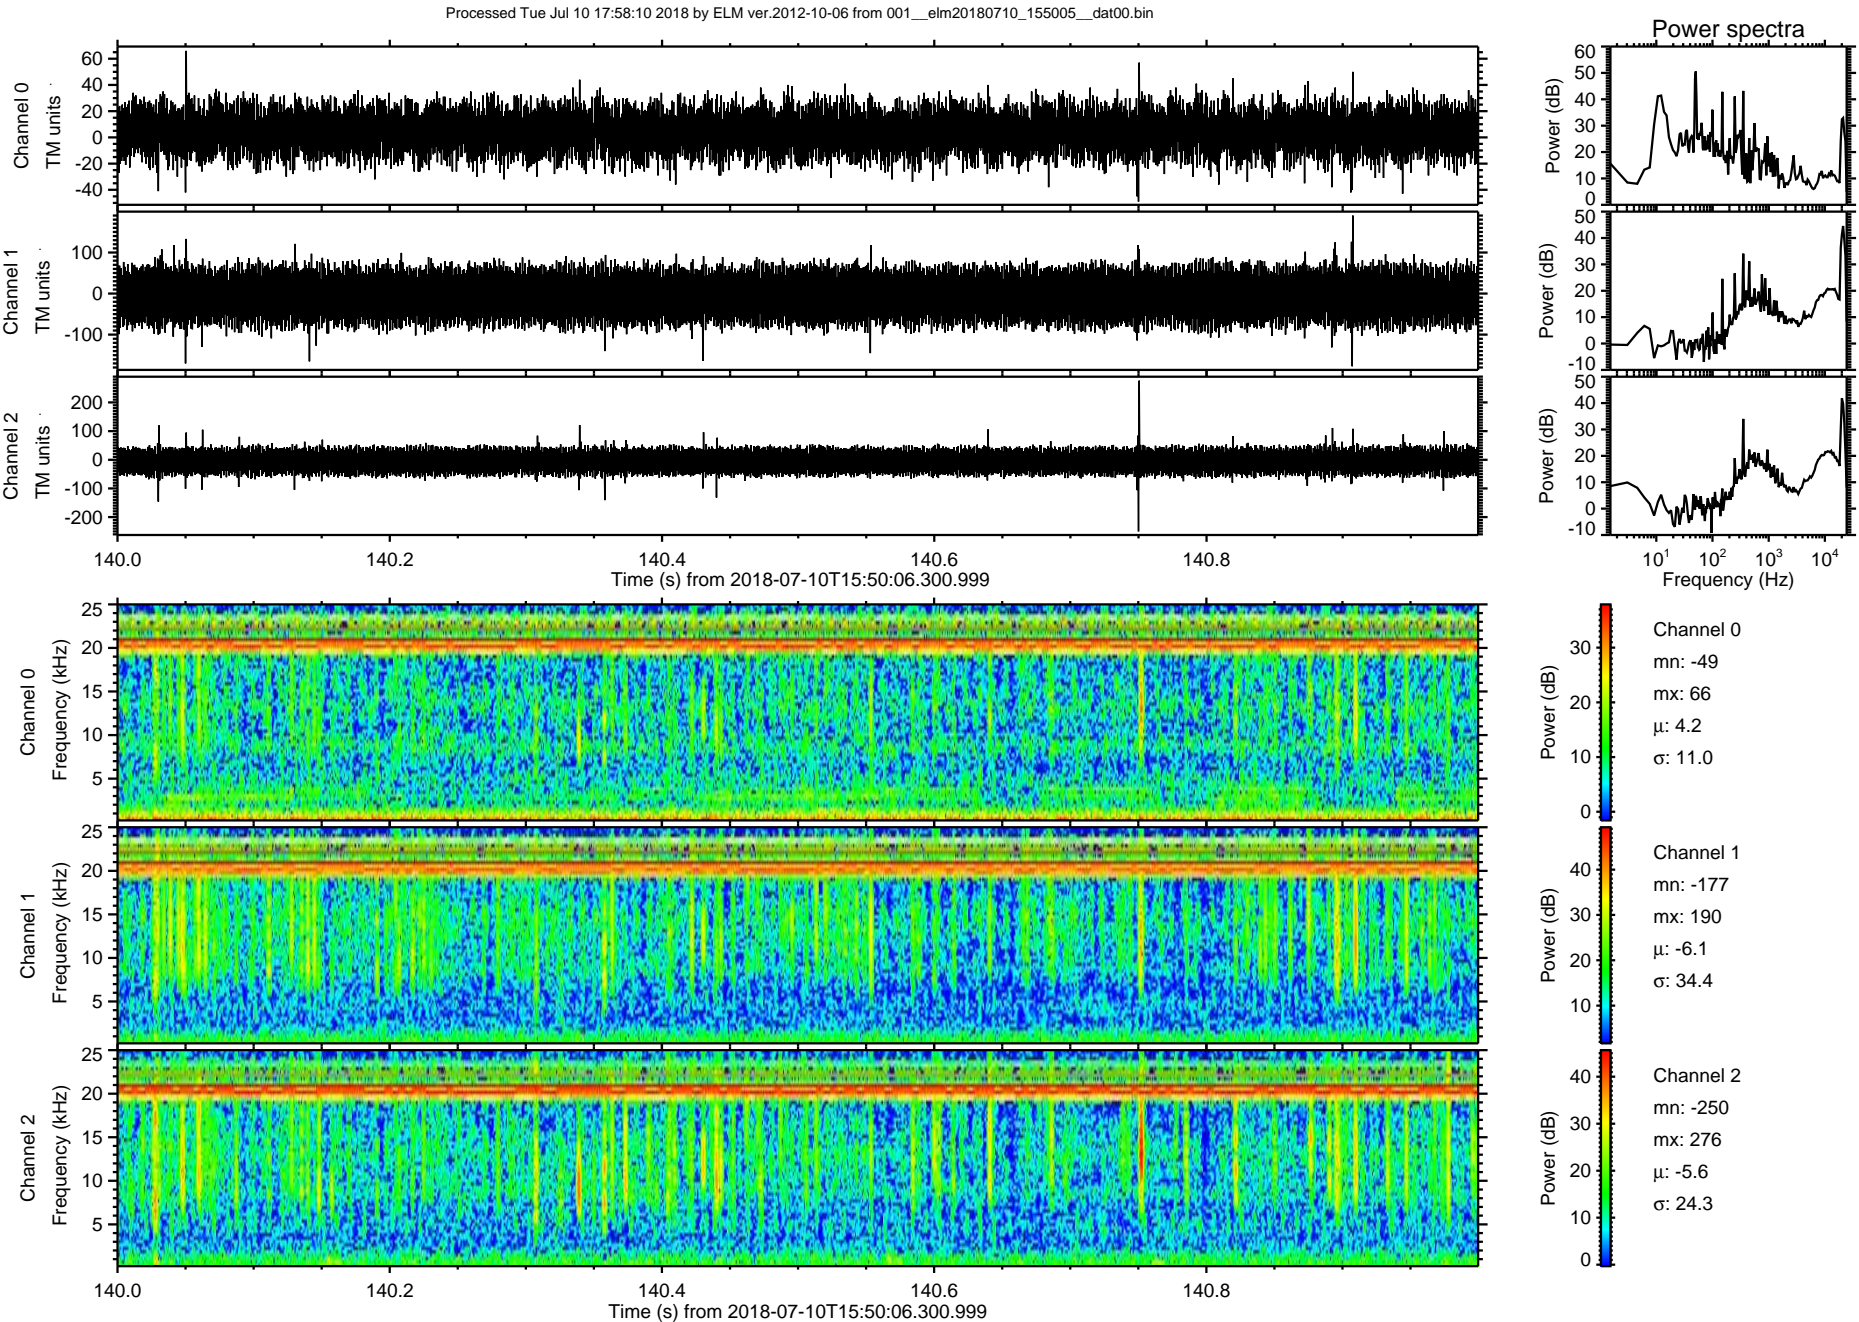 Processed Tue Jul 10 17:58:10 2018 by ELM ver.2012-10-06 from 001__elm20180710_155005__dat00.bin
Power spectra
Channel 0
TM units
60
40
20
0
-20
-40
Power (dB)
60
50
40
30
20
10
0
Channel 1
TM units
100
0
-100
Power (dB)
50
40
30
20
10
0
-10
Channel 2
TM units
200
100
0
-100
-200
Power (dB)
50
40
30
20
10
0
-10
140.0 140.2 140.4 140.6 140.8
Time (s) from 2018-07-10T15:50:06.300.999
10¹ 10² 10³ 10⁴
Frequency (Hz)
Channel 0
Frequency (kHz)
25
20
15
10
5
Power (dB)
30
20
10
0
Channel 0
mn: -49
mx: 66
μ: 4.2
σ: 11.0
Channel 1
Frequency (kHz)
25
20
15
10
5
Power (dB)
40
30
20
10
Channel 1
mn: -177
mx: 190
μ: -6.1
σ: 34.4
Channel 2
Frequency (kHz)
25
20
15
10
5
Power (dB)
40
30
20
10
0
Channel 2
mn: -250
mx: 276
μ: -5.6
σ: 24.3
140.0 140.2 140.4 140.6 140.8
Time (s) from 2018-07-10T15:50:06.300.999